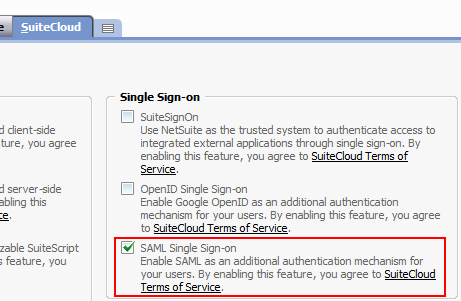 e
SuiteCloud
d client-side
ture, you agree
d server-side
abling this
ce.
zable SuiteScript
f this feature, you
Single Sign-on
SuiteSignOn
Use NetSuite as the trusted system to authenticate access to
integrated external applications through single sign-on. By
enabling this feature, you agree to SuiteCloud Terms of
Service.
OpenID Single Sign-on
Enable Google OpenID as an additional authentication
mechanism for your users. By enabling this feature, you agree
to SuiteCloud Terms of Service.
SAML Single Sign-on
Enable SAML as an additional authentication mechanism for
your users. By enabling this feature, you agree to SuiteCloud
Terms of Service.